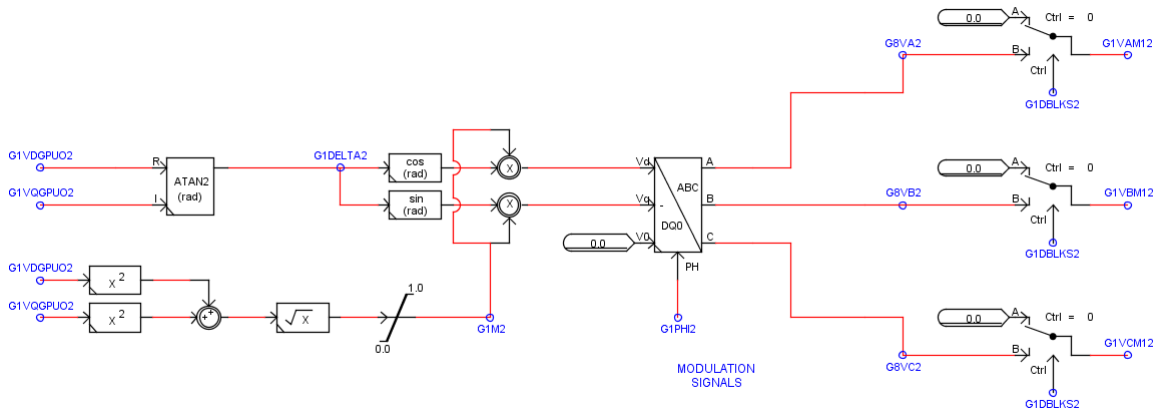 0.0
A
Ctrl = 0
G8VA2
G1VAM12
B
Ctrl
G1DBLKS2
G1VDGPUO2
R
ATAN2
(rad)
G1DELTA2
cos
(rad)
X
Vd
A
ABC
0.0
A
Ctrl = 0
G1VQGPUO2
I
sin
(rad)
X
Vq
-
B
G8VB2
B
G1VBM12
DQ0
Ctrl
0.0
V0
C
G1DBLKS2
G1VDGPUO2
X 2
PH
1.0
G1VQGPUO2
X 2
+
+
√X
0.0
G1M2
G1PHI2
0.0
A
Ctrl = 0
G8VC2
B
G1VCM12
Ctrl
MODULATION
SIGNALS
G1DBLKS2